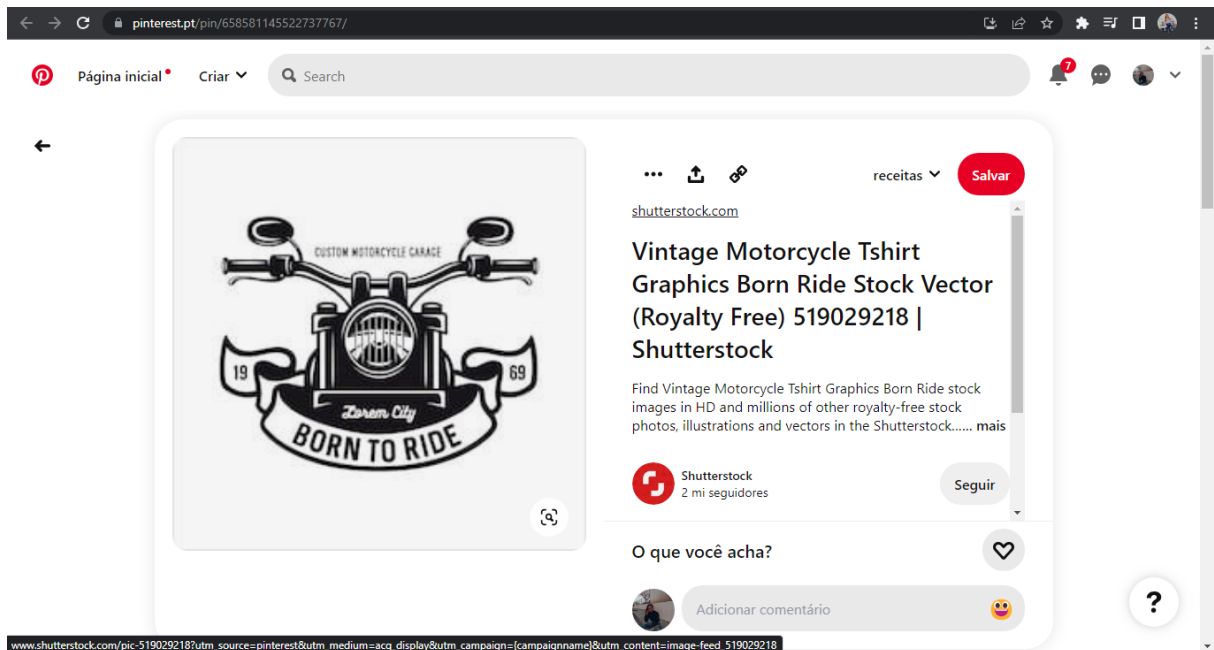 pinterest.pt/pin/658581145522737767/
Página inicial
Criar
Search
7
receitas
Salvar
shutterstock.com
CUSTOM MOTORCYCLE GARAGE
19
69
Lorem City
BORN TO RIDE
Vintage Motorcycle Tshirt
Graphics Born Ride Stock Vector
(Royalty Free) 519029218 |
Shutterstock
Find Vintage Motorcycle Tshirt Graphics Born Ride stock
images in HD and millions of other royalty-free stock
photos, illustrations and vectors in the Shutterstock...... mais
Shutterstock
2 mi seguidores
Seguir
O que você acha?
Adicionar comentário
?
www.shutterstock.com/pic-519029218?utm_source=pinterest&utm_medium=acq_display&utm_campaign={campaignname}&utm_content=image-feed_519029218